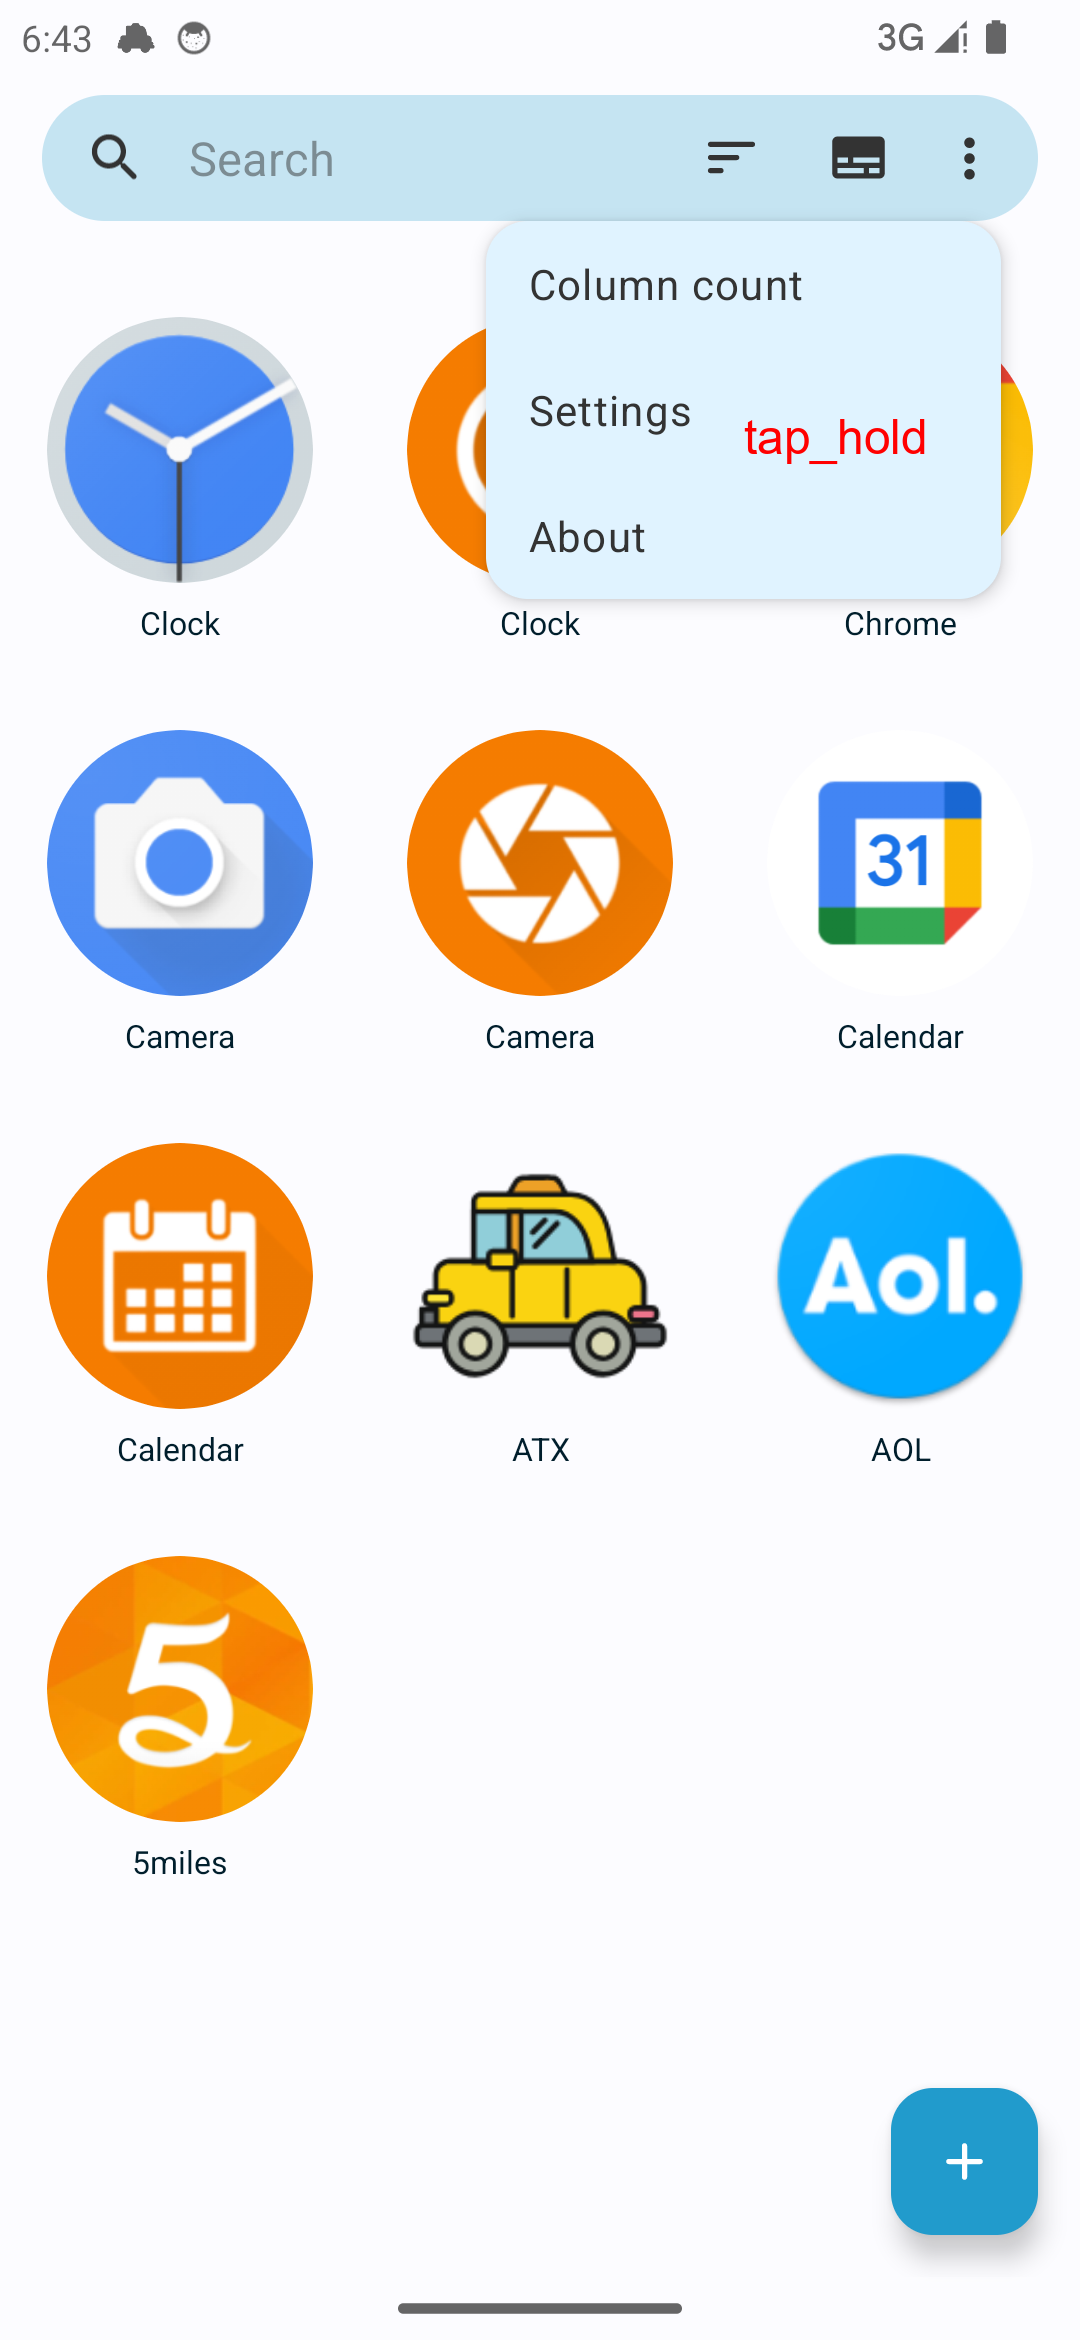 6:43
3G
Search
Column count
Settings
tap_hold
About
Clock
Clock
Chrome
31
Camera
Camera
Calendar
Aol.
Calendar
ATX
AOL
5
5miles